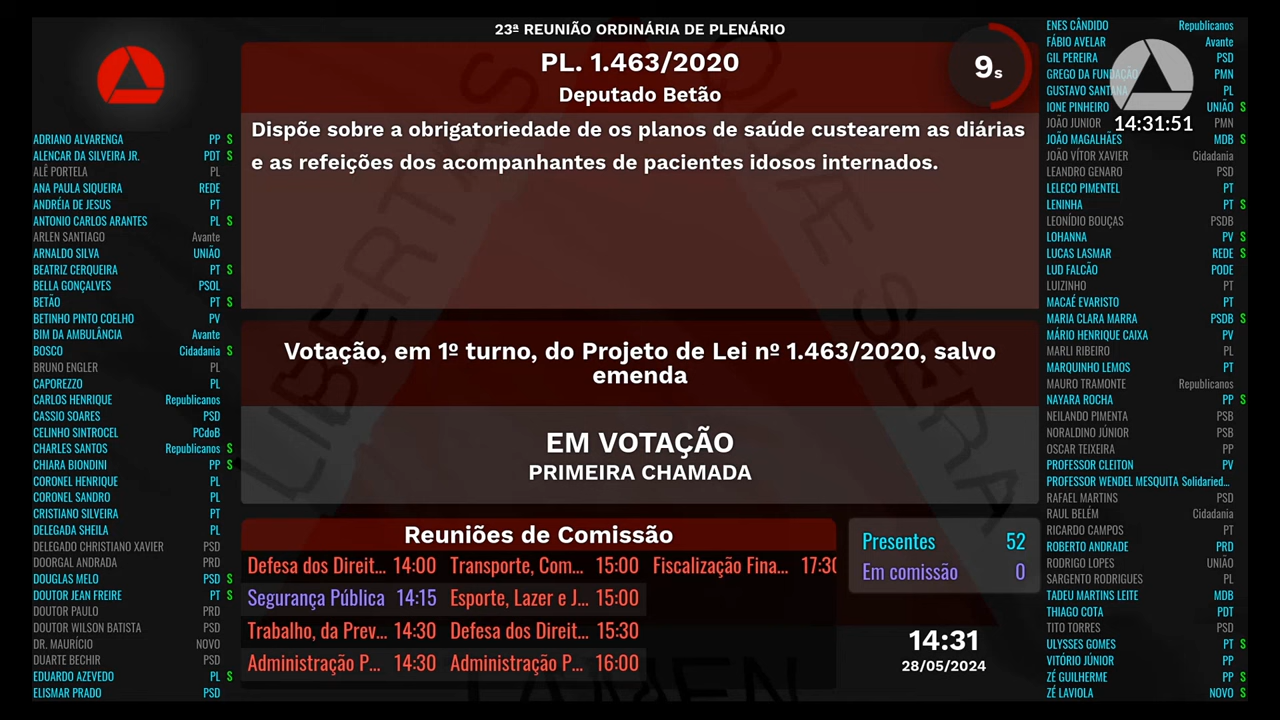 23ª REUNIÃO ORDINÁRIA DE PLENÁRIO
PL. 1.463/2020
Deputado Betão
9s
Dispõe sobre a obrigatoriedade de os planos de saúde custearem as diárias
e as refeições dos acompanhantes de pacientes idosos internados.
Votação, em 1º turno, do Projeto de Lei nº 1.463/2020, salvo
emenda
EM VOTAÇÃO
PRIMEIRA CHAMADA
Reuniões de Comissão
Defesa dos Direit... 14:00 Transporte, Com... 15:00 Fiscalização Fina... 17:30
Segurança Pública 14:15 Esporte, Lazer e J... 15:00
Trabalho, da Prev... 14:30 Defesa dos Direit... 15:30
Administração P... 14:30 Administração P... 16:00
Presentes 52
Em comissão 0
14:31
28/05/2024
ADRIANO ALVARENGA PP S
ALENCAR DA SILVEIRA JR. PDT S
ALÊ PORTELA PL
ANA PAULA SIQUEIRA REDE
ANDRÉIA DE JESUS PT
ANTONIO CARLOS ARANTES PL S
ARLEN SANTIAGO Avante
ARNALDO SILVA UNIÃO
BEATRIZ CERQUEIRA PT S
BELLA GONÇALVES PSOL
BETÃO PT S
BETINHO PINTO COELHO PV
BIM DA AMBULÂNCIA Avante
BOSCO Cidadania S
BRUNO ENGLER PL
CAPOREZZO PL
CARLOS HENRIQUE Republicanos
CASSIO SOARES PSD
CELINHO SINTROCEL PCdoB
CHARLES SANTOS Republicanos S
CHIARA BIONDINI PP S
CORONEL HENRIQUE PL
CORONEL SANDRO PL
CRISTIANO SILVEIRA PT
DELEGADA SHEILA PL
DELEGADO CHRISTIANO XAVIER PSD
DOORGAL ANDRADA PRD
DOUGLAS MELO PSD S
DOUTOR JEAN FREIRE PT S
DOUTOR PAULO PRD
DOUTOR WILSON BATISTA PSD
DR. MAURÍCIO NOVO
DUARTE BECHIR PSD
EDUARDO AZEVEDO PL S
ELISMAR PRADO PSD
ENES CÂNDIDO Republicanos
FÁBIO AVELAR Avante
GIL PEREIRA PSD
GREGO DA FUNDAÇÃO PMN
GUSTAVO SANTANA PL
IONE PINHEIRO UNIÃO S
JOÃO JUNIOR PMN
14:31:51
JOÃO MAGALHÃES MDB S
JOÃO VÍTOR XAVIER Cidadania
LEANDRO GENARO PSD
LELECO PIMENTEL PT
LENINHA PT S
LEONÍDIO BOUÇAS PSDB
LOHANNA PV S
LUCAS LASMAR REDE S
LUD FALCÃO PODE
LUIZINHO PT
MACAÉ EVARISTO PT
MARIA CLARA MARRA PSDB S
MÁRIO HENRIQUE CAIXA PV
MARLI RIBEIRO PL
MARQUINHO LEMOS PT
MAURO TRAMONTE Republicanos
NAYARA ROCHA PP S
NEILANDO PIMENTA PSB
NORALDINO JÚNIOR PSB
OSCAR TEIXEIRA PP
PROFESSOR CLEITON PV
PROFESSOR WENDEL MESQUITA Solidaried...
RAFAEL MARTINS PSD
RAUL BELÉM Cidadania
RICARDO CAMPOS PT
ROBERTO ANDRADE PRD
RODRIGO LOPES UNIÃO
SARGENTO RODRIGUES PL
TADEU MARTINS LEITE MDB
THIAGO COTA PDT
TITO TORRES PSD
ULYSSES GOMES PT S
VITÓRIO JÚNIOR PP
ZÉ GUILHERME PP S
ZÉ LAVIOLA NOVO S